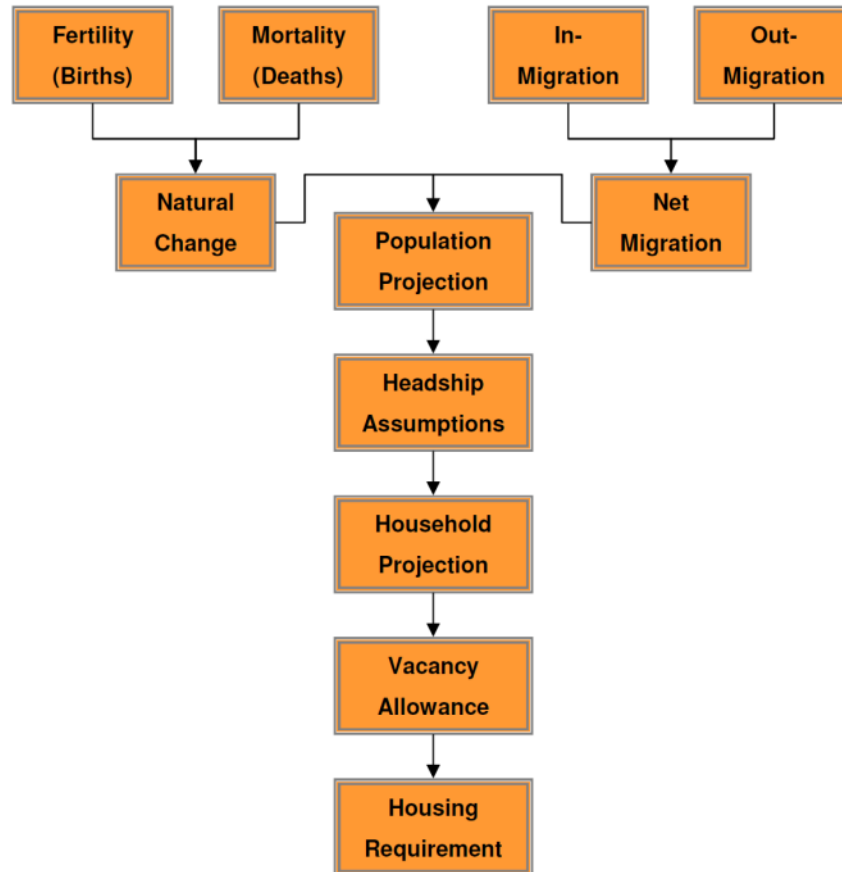 Fertility
(Births)
Mortality
(Deaths)
In-
Migration
Out-
Migration
Natural
Change
Net
Migration
Population
Projection
Headship
Assumptions
Household
Projection
Vacancy
Allowance
Housing
Requirement